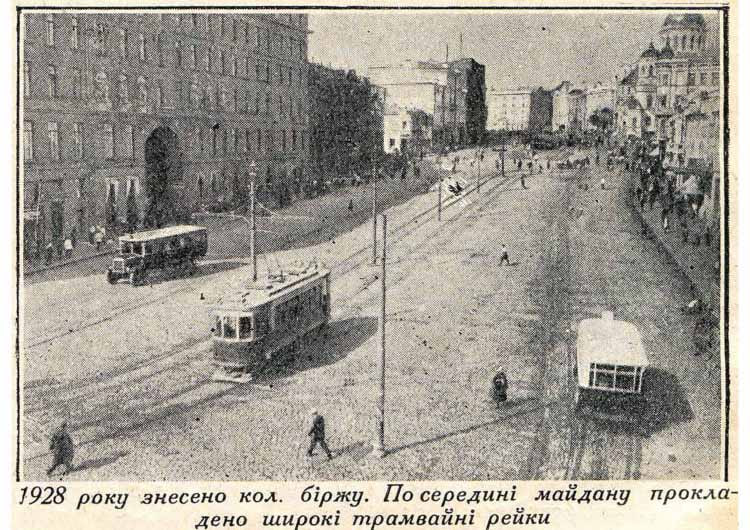 1928 року знесено кол. біржу. По середині майдану прокла-
дено широкі трамвайні рейки